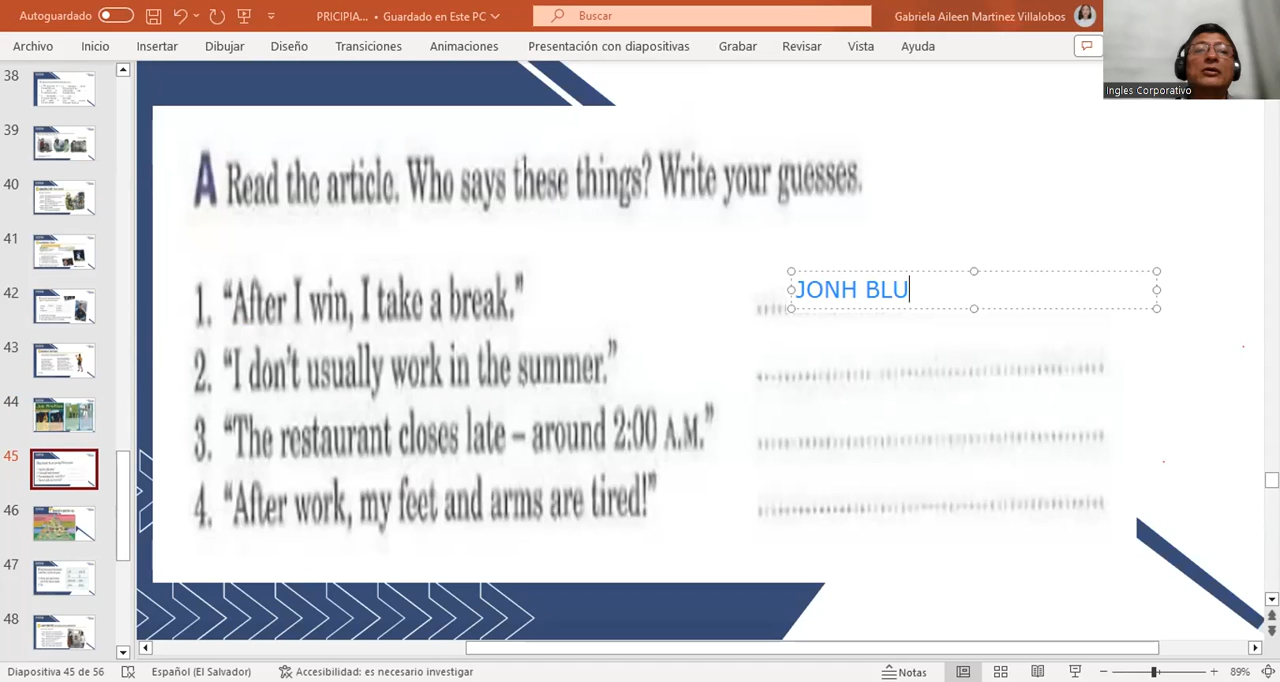 Autoguardado
PRICIPIA... • Guardado en Este PC
Buscar
Gabriela Aileen Martinez Villalobos
Archivo
Inicio
Insertar
Dibujar
Diseño
Transiciones
Animaciones
Presentación con diapositivas
Grabar
Revisar
Vista
Ayuda
Ingles Corporativo
38
39
40
41
42
43
44
45
46
47
48
A Read the article. Who says these things? Write your guesses.
1. “After I win, I take a break.”
JONH BLU
2. “I don't usually work in the summer.”
3. “The restaurant closes late – around 2:00 A.M.”
4. “After work, my feet and arms are tired!”
Diapositiva 45 de 56
Español (El Salvador)
Accesibilidad: es necesario investigar
Notas
89%